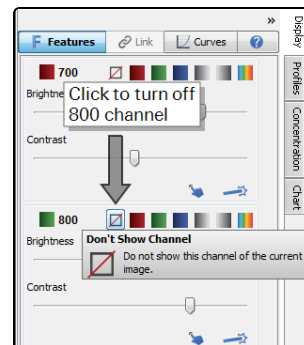 »
Features Link Curves ?
700
Brightne
Click to turn off
800 channel
Contrast
800
Brightness
Don't Show Channel
Do not show this channel of the current
image.
Contrast
Display
Profiles
Concentration
Chart